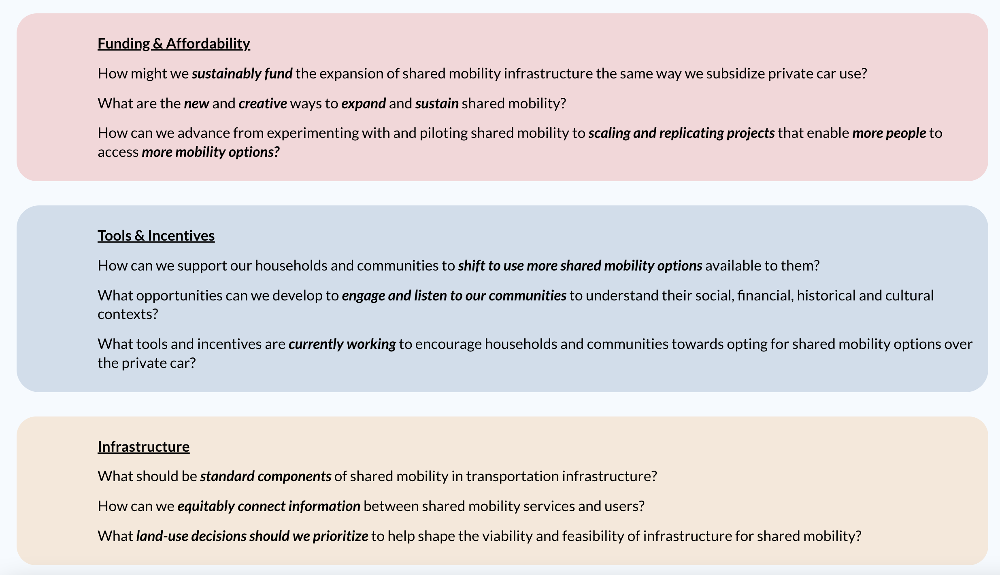 Funding & Affordability
How might we sustainably fund the expansion of shared mobility infrastructure the same way we subsidize private car use?
What are the new and creative ways to expand and sustain shared mobility?
How can we advance from experimenting with and piloting shared mobility to scaling and replicating projects that enable more people to
access more mobility options?
Tools & Incentives
How can we support our households and communities to shift to use more shared mobility options available to them?
What opportunities can we develop to engage and listen to our communities to understand their social, financial, historical and cultural
contexts?
What tools and incentives are currently working to encourage households and communities towards opting for shared mobility options over
the private car?
Infrastructure
What should be standard components of shared mobility in transportation infrastructure?
How can we equitably connect information between shared mobility services and users?
What land-use decisions should we prioritize to help shape the viability and feasibility of infrastructure for shared mobility?